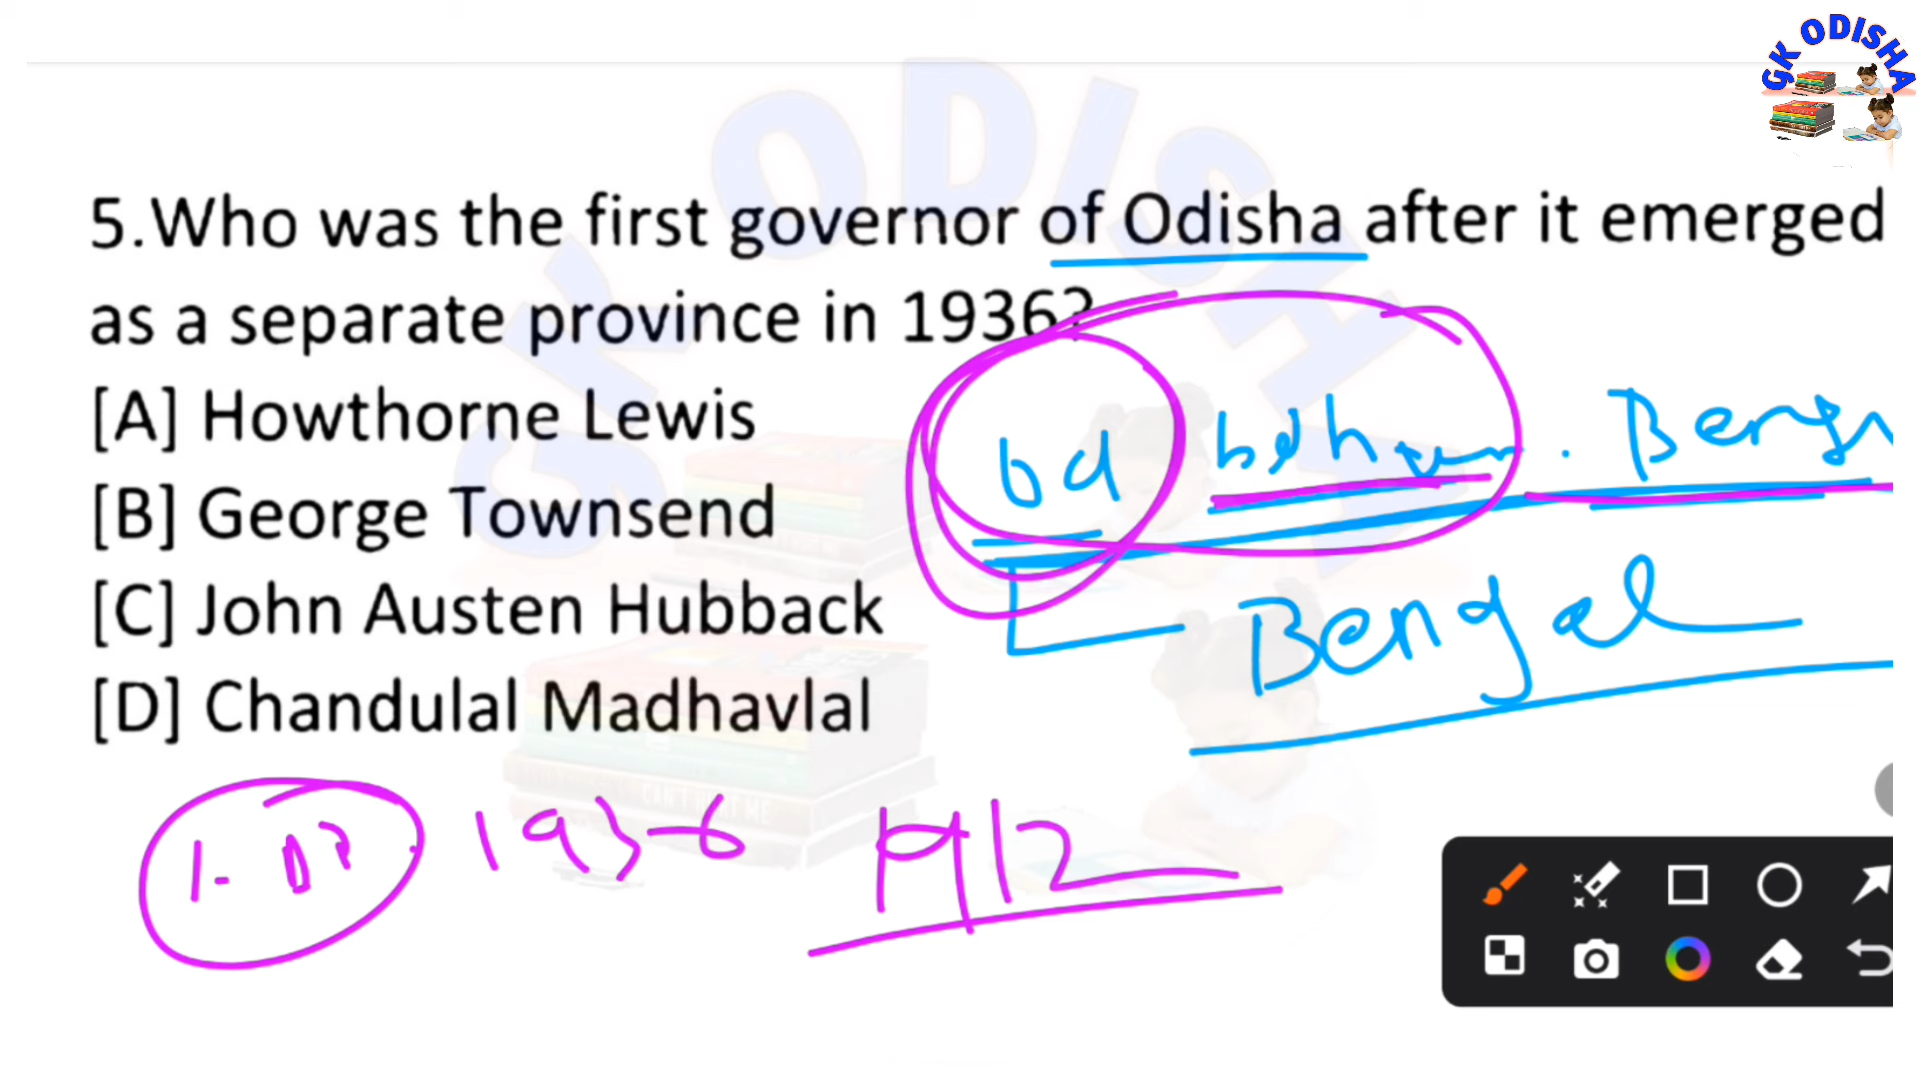 GK ODISHA
5.Who was the first governor of Odisha after it emerged
as a separate province in 1936?
[A] Howthorne Lewis
[B] George Townsend
[C] John Austen Hubback
[D] Chandulal Madhavlal
Bengal
1936 1912